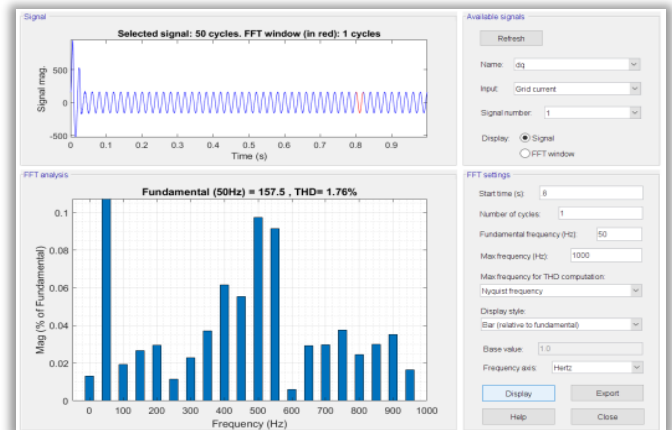 Signal
Selected signal: 50 cycles. FFT window (in red): 1 cycles
Signal mag.
500
0
-500
0 0.1 0.2 0.3 0.4 0.5 0.6 0.7 0.8 0.9
Time (s)
FFT analysis
Fundamental (50Hz) = 157.5 , THD= 1.76%
Mag (% of Fundamental)
0.1
0.08
0.06
0.04
0.02
0
0 100 200 300 400 500 600 700 800 900 1000
Frequency (Hz)
Available signals
Refresh
Name: dq
Input: Grid current
Signal number: 1
Display: Signal
FFT window
FFT settings
Start time (s): 8
Number of cycles: 1
Fundamental frequency (Hz): 50
Max frequency (Hz): 1000
Max frequency for THD computation:
Nyquist frequency
Display style:
Bar (relative to fundamental)
Base value: 1.0
Frequency axis: Hertz
Display Export
Help Close